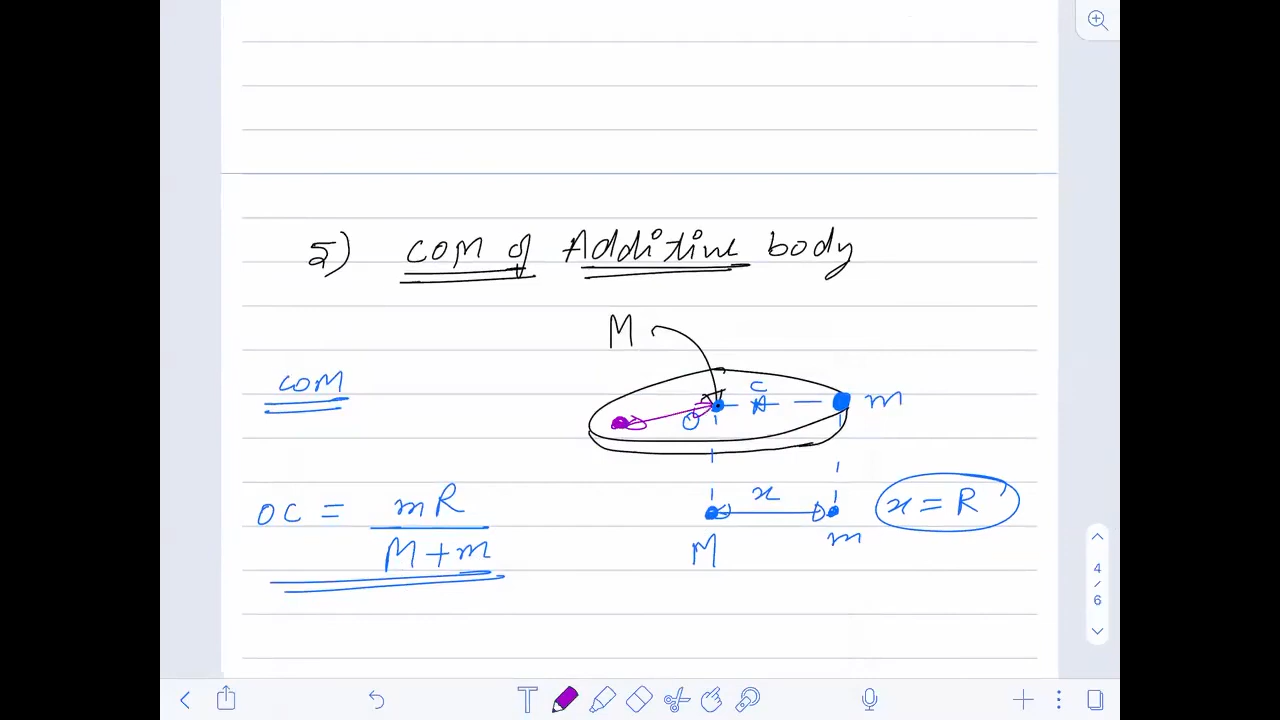 5) COM of Additive body
M
COM
C
O
m
OC = mR / M+m
x
x = R
M
m
T
4
/
6